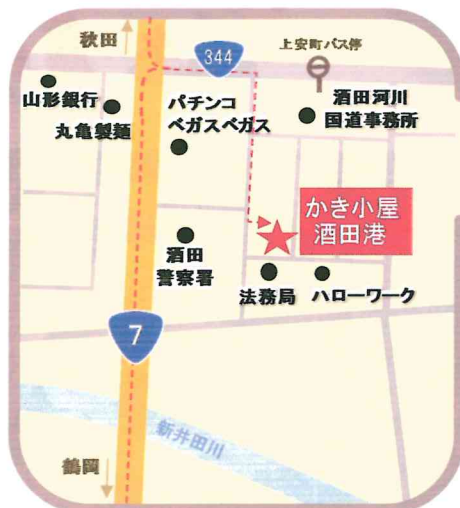 秋田
344
上安町バス停
山形銀行
丸亀製麺
パチンコ
ベガスベガス
酒田河川
国道事務所
かき小屋
酒田港
酒田
警察署
法務局
ハローワーク
7
新井田川
鶴岡